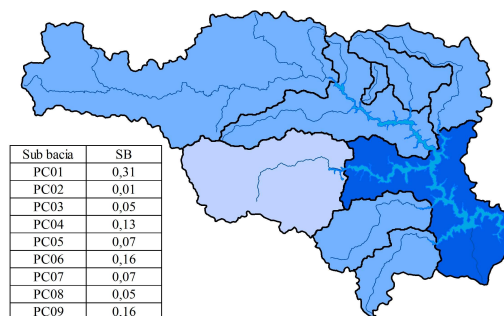 Sub bacia SB
PC01 0,31
PC02 0,01
PC03 0,05
PC04 0,13
PC05 0,07
PC06 0,16
PC07 0,07
PC08 0,05
PC09 0,16